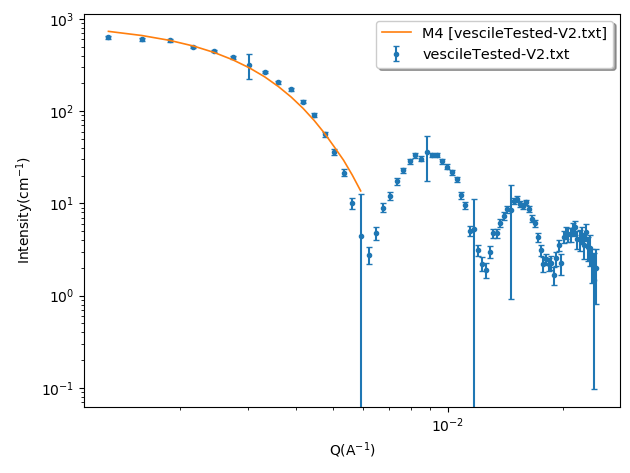 M4 [vescileTested-V2.txt]
vescileTested-V2.txt
Intensity(cm⁻¹)
10³
10²
10¹
10⁰
10⁻¹
10⁻²
Q(A⁻¹)